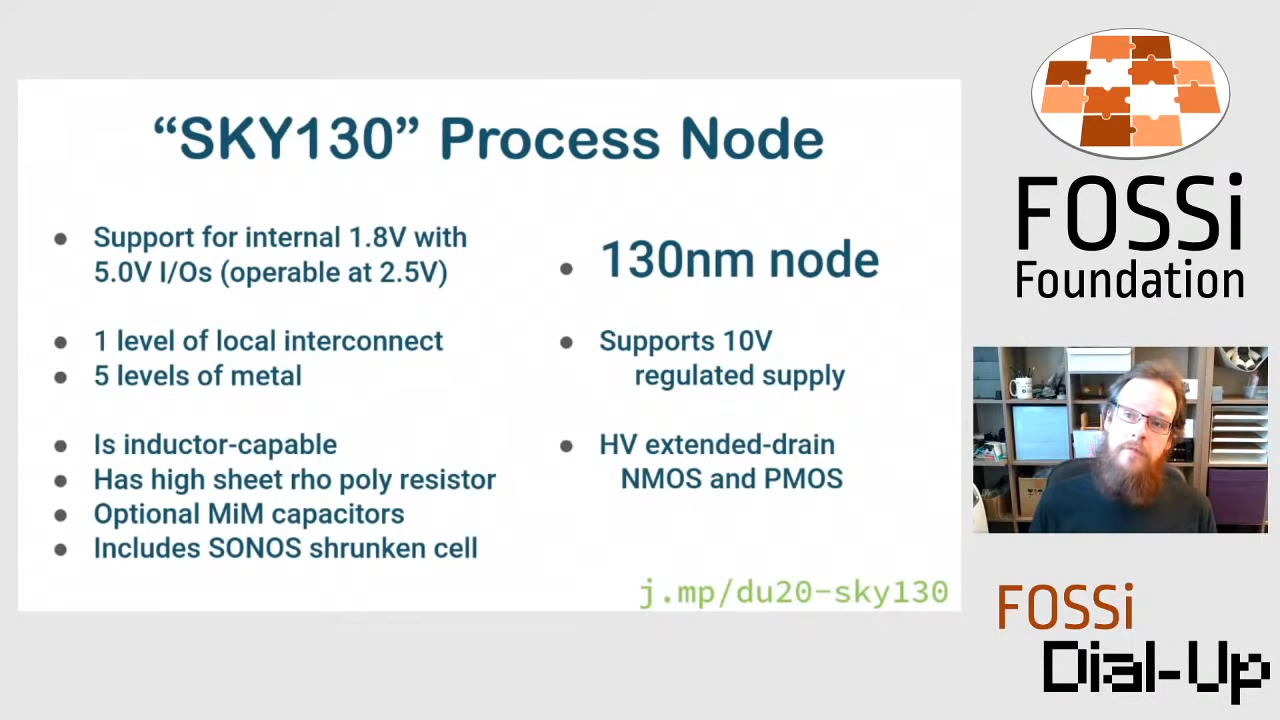 “SKY130” Process Node
Support for internal 1.8V with
5.0V I/Os (operable at 2.5V)
1 level of local interconnect
5 levels of metal
Is inductor-capable
Has high sheet rho poly resistor
Optional MiM capacitors
Includes SONOS shrunken cell
130nm node
Supports 10V
regulated supply
HV extended-drain
NMOS and PMOS
j.mp/du20-sky130
FOSSi
Foundation
FOSSi
Dial-Up